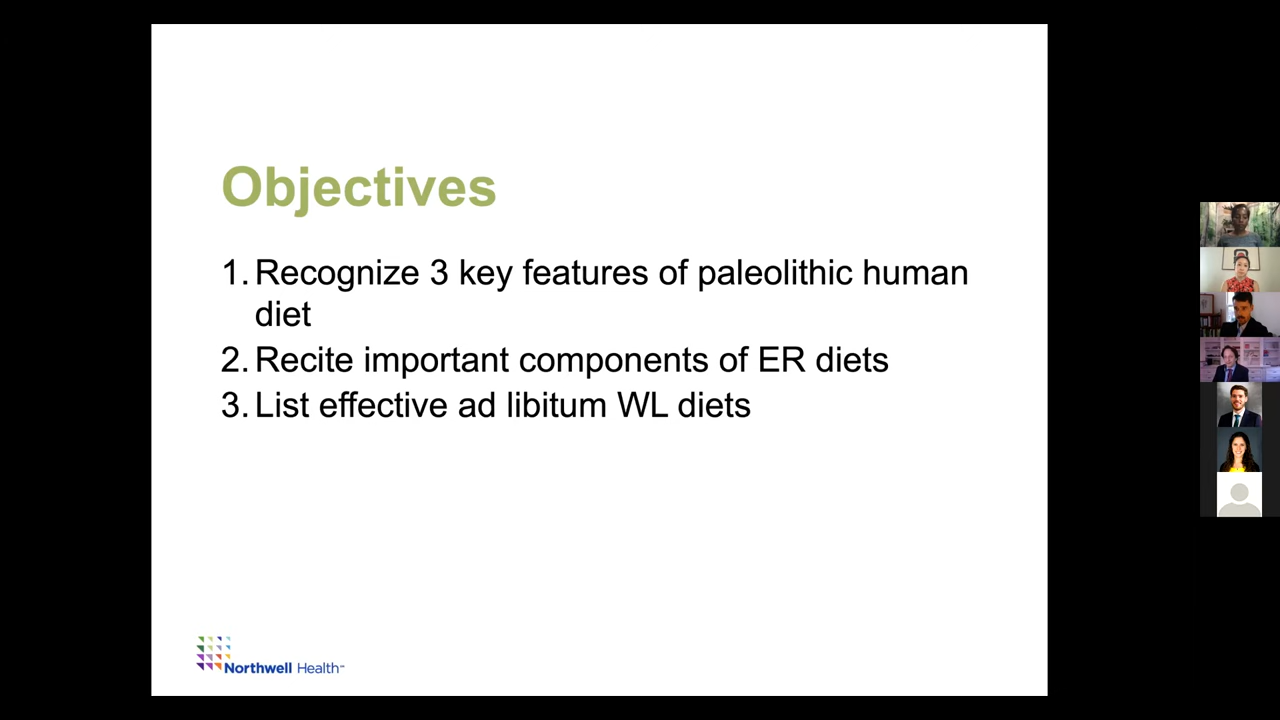 Objectives
1. Recognize 3 key features of paleolithic human
diet
2. Recite important components of ER diets
3. List effective ad libitum WL diets
Northwell Health℠